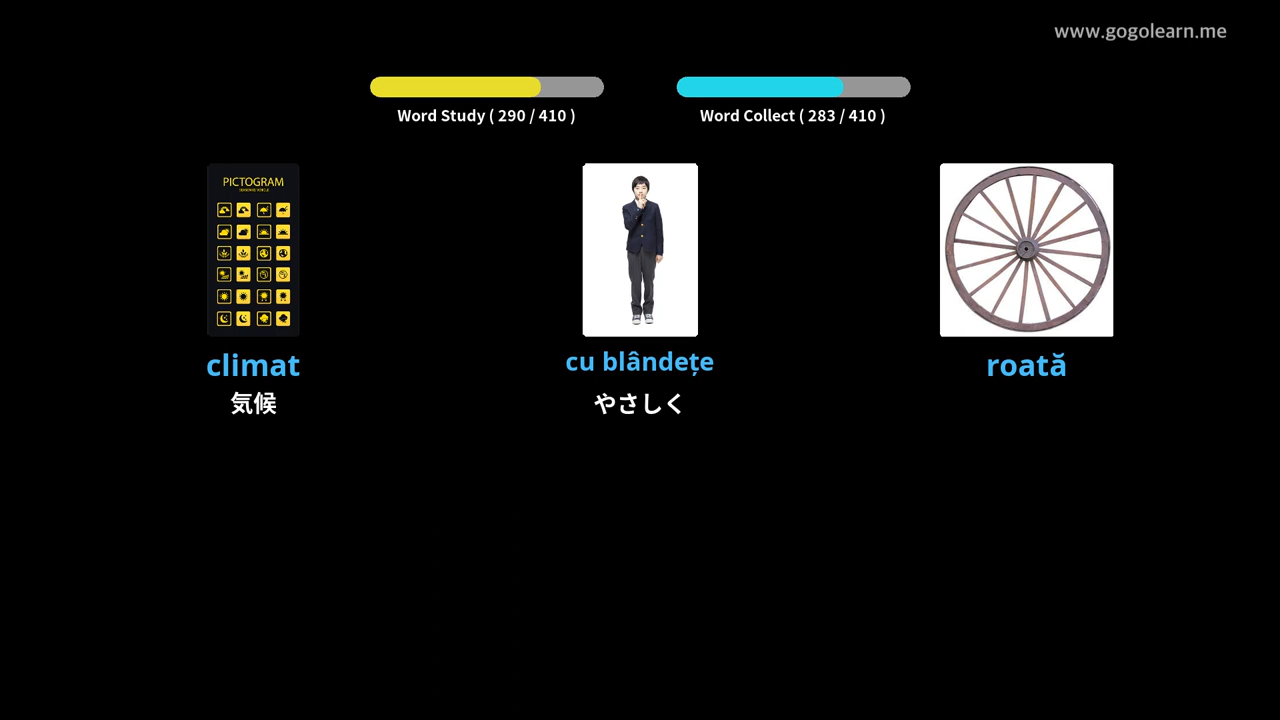 www.gogolearn.me
Word Study ( 290 / 410 )
Word Collect ( 283 / 410 )
PICTOGRAM
climat
cu blândețe
roată
気候
やさしく